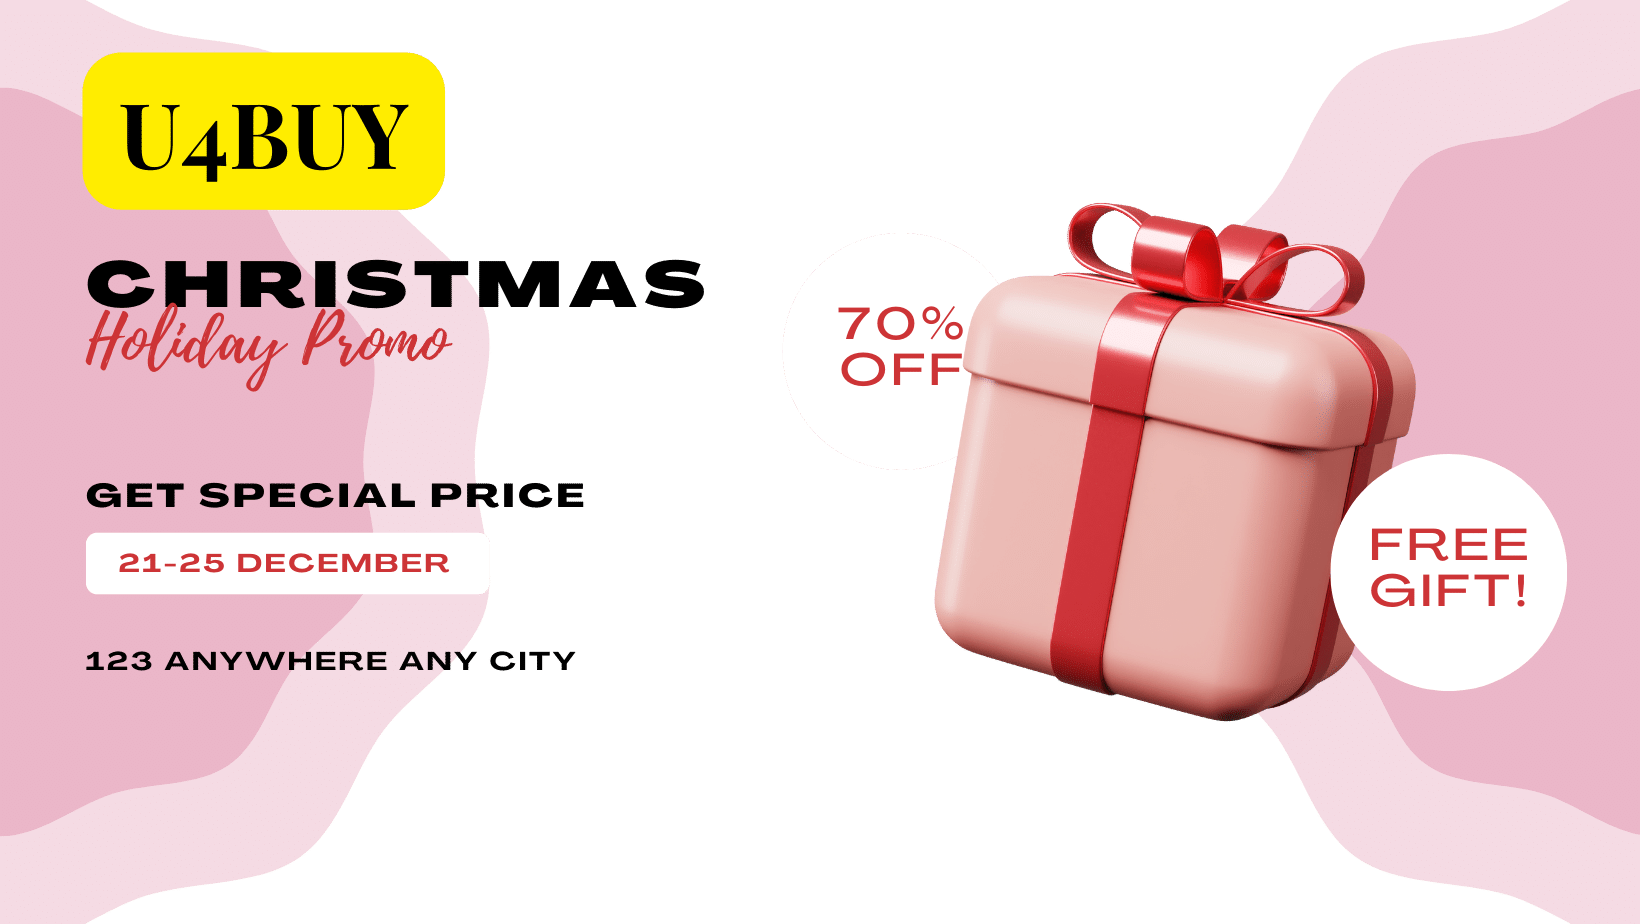 U4BUY
CHRISTMAS
Holiday Promo
GET SPECIAL PRICE
21-25 DECEMBER
123 ANYWHERE ANY CITY
70%
OFF
FREE
GIFT!